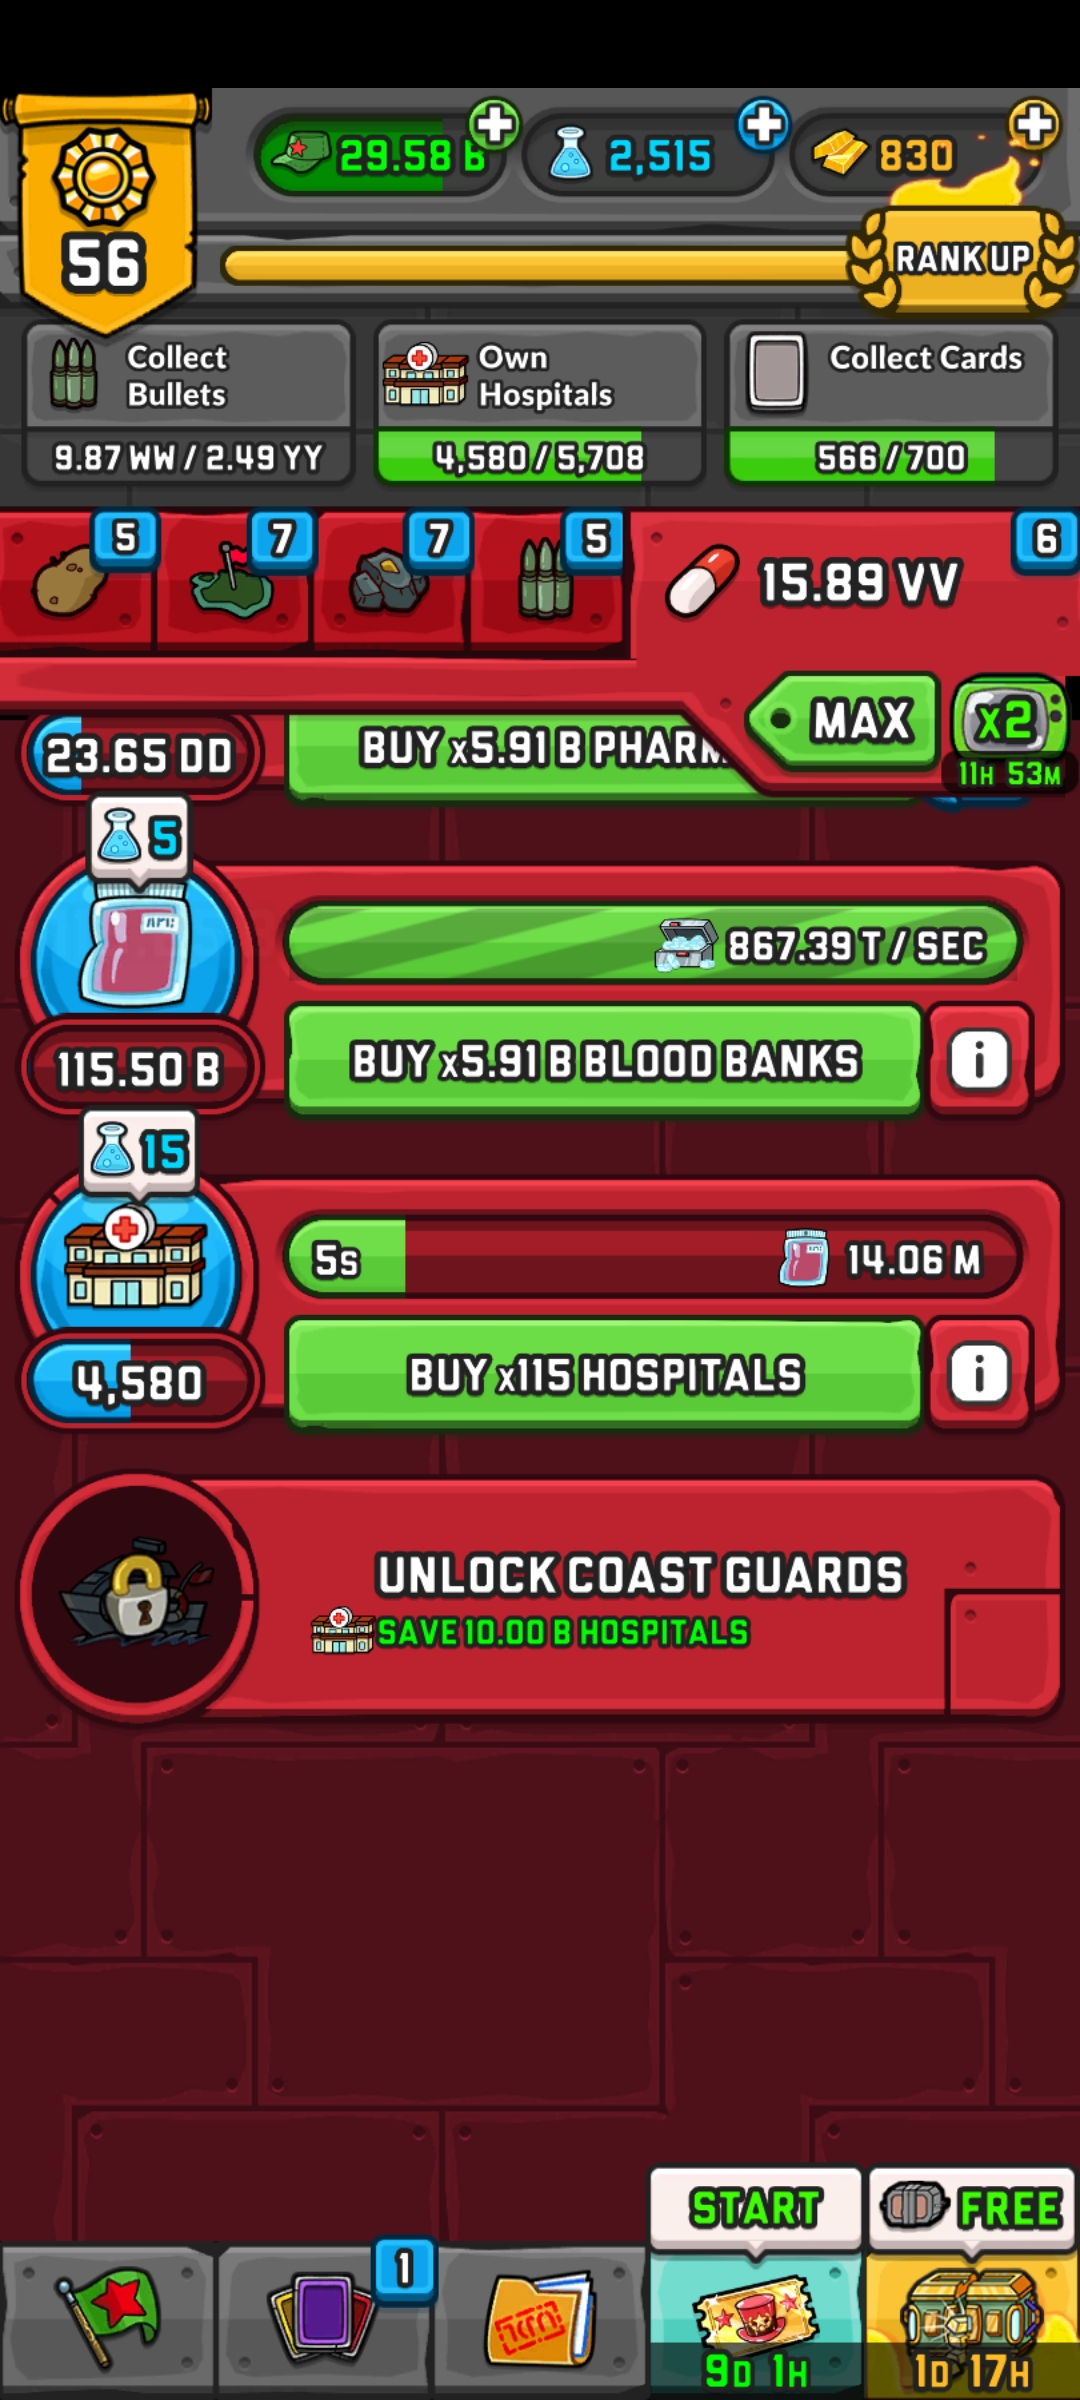 29.58 B
2,515
830
56
RANK UP
Collect
Bullets
9.87 WW / 2.49 YY
Own
Hospitals
4,580 / 5,708
Collect Cards
566 / 700
5
7
7
5
15.89 VV
6
MAX
x2
11H 53M
23.65 DD
BUY x5.91 B
5
867.39 T / SEC
115.50 B
BUY x5.91 B BLOOD BANKS
i
15
5s
14.06 M
4,580
BUY x115 HOSPITALS
i
UNLOCK COAST GUARDS
SAVE 10.00 B HOSPITALS
START
FREE
1
9D 1H
1D 17H